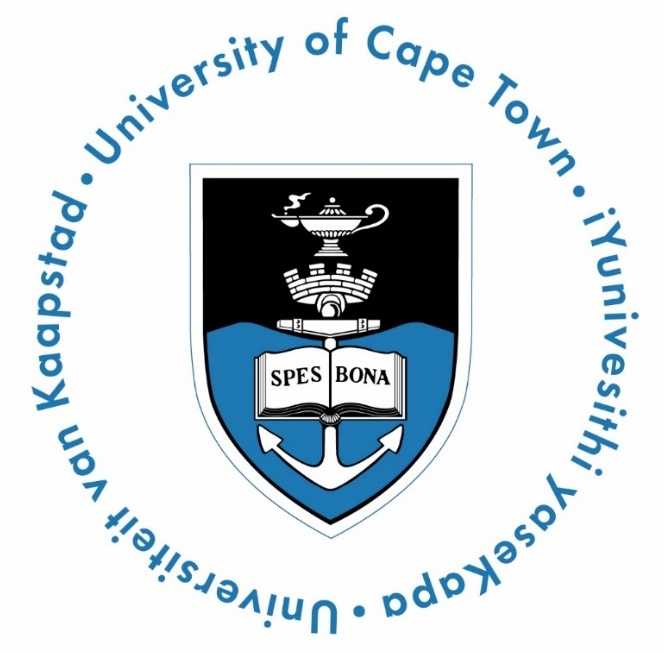 University of Cape Town • iYunivesithi yaseKapa • Universiteit van Kaapstad •
SPES BONA